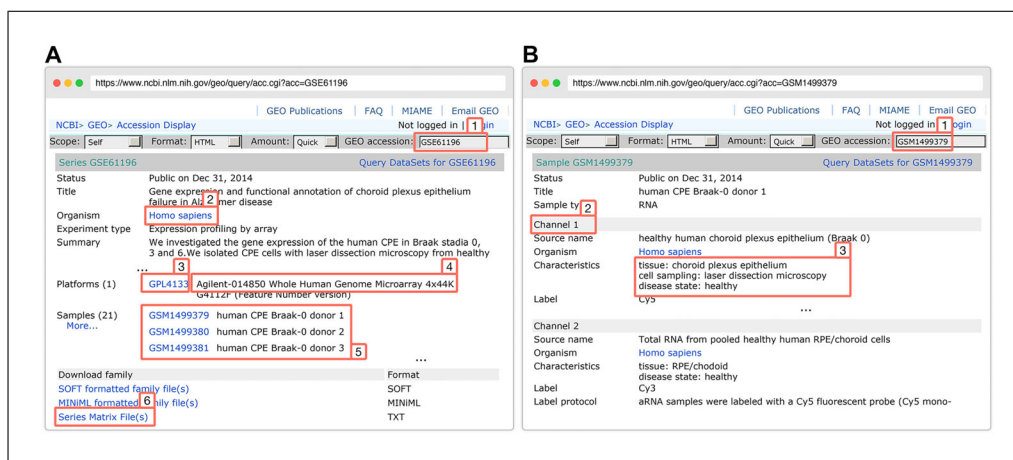 A
https://www.ncbi.nlm.nih.gov/geo/query/acc.cgi?acc=GSE61196
GEO Publications | FAQ | MIAME | Email GEO
NCBI> GEO> Accession Display
Not logged in | gin
1
Scope: Self Format: HTML Amount: Quick GEO accession: GSE61196
Series GSE61196 Query DataSets for GSE61196
Status Public on Dec 31, 2014
Title Gene expression and functional annotation of choroid plexus epithelium
failure in Alz mer disease
2
Organism Homo sapiens
Experiment type Expression profiling by array
Summary We investigated the gene expression of the human CPE in Braak stadia 0,
3 and 6.We isolated CPE cells with laser dissection microscopy from healthy
...
3
4
Platforms (1) GPL4133 Agilent-014850 Whole Human Genome Microarray 4x44K
G4112F (Feature Number version)
Samples (21) GSM1499379 human CPE Braak-0 donor 1
More...
GSM1499380 human CPE Braak-0 donor 2
GSM1499381 human CPE Braak-0 donor 3
5
...
Download family Format
SOFT formatted family file(s) SOFT
MINiML formatted family file(s) MINiML
6
Series Matrix File(s) TXT
B
https://www.ncbi.nlm.nih.gov/geo/query/acc.cgi?acc=GSM1499379
GEO Publications | FAQ | MIAME | Email GEO
NCBI> GEO> Accession Display
Not logged in ogin
1
Scope: Self Format: HTML Amount: Quick GEO accession: GSM1499379
Sample GSM1499379 Query DataSets for GSM1499379
Status Public on Dec 31, 2014
Title human CPE Braak-0 donor 1
Sample ty RNA
2
Channel 1
Source name healthy human choroid plexus epithelium (Braak 0)
Organism Homo sapiens
3
Characteristics tissue: choroid plexus epithelium
cell sampling: laser dissection microscopy
disease state: healthy
Label Cy5
...
Channel 2
Source name Total RNA from pooled healthy human RPE/choroid cells
Organism Homo sapiens
Characteristics tissue: RPE/chodoid
disease state: healthy
Label Cy3
Label protocol aRNA samples were labeled with a Cy5 fluorescent probe (Cy5 mono-